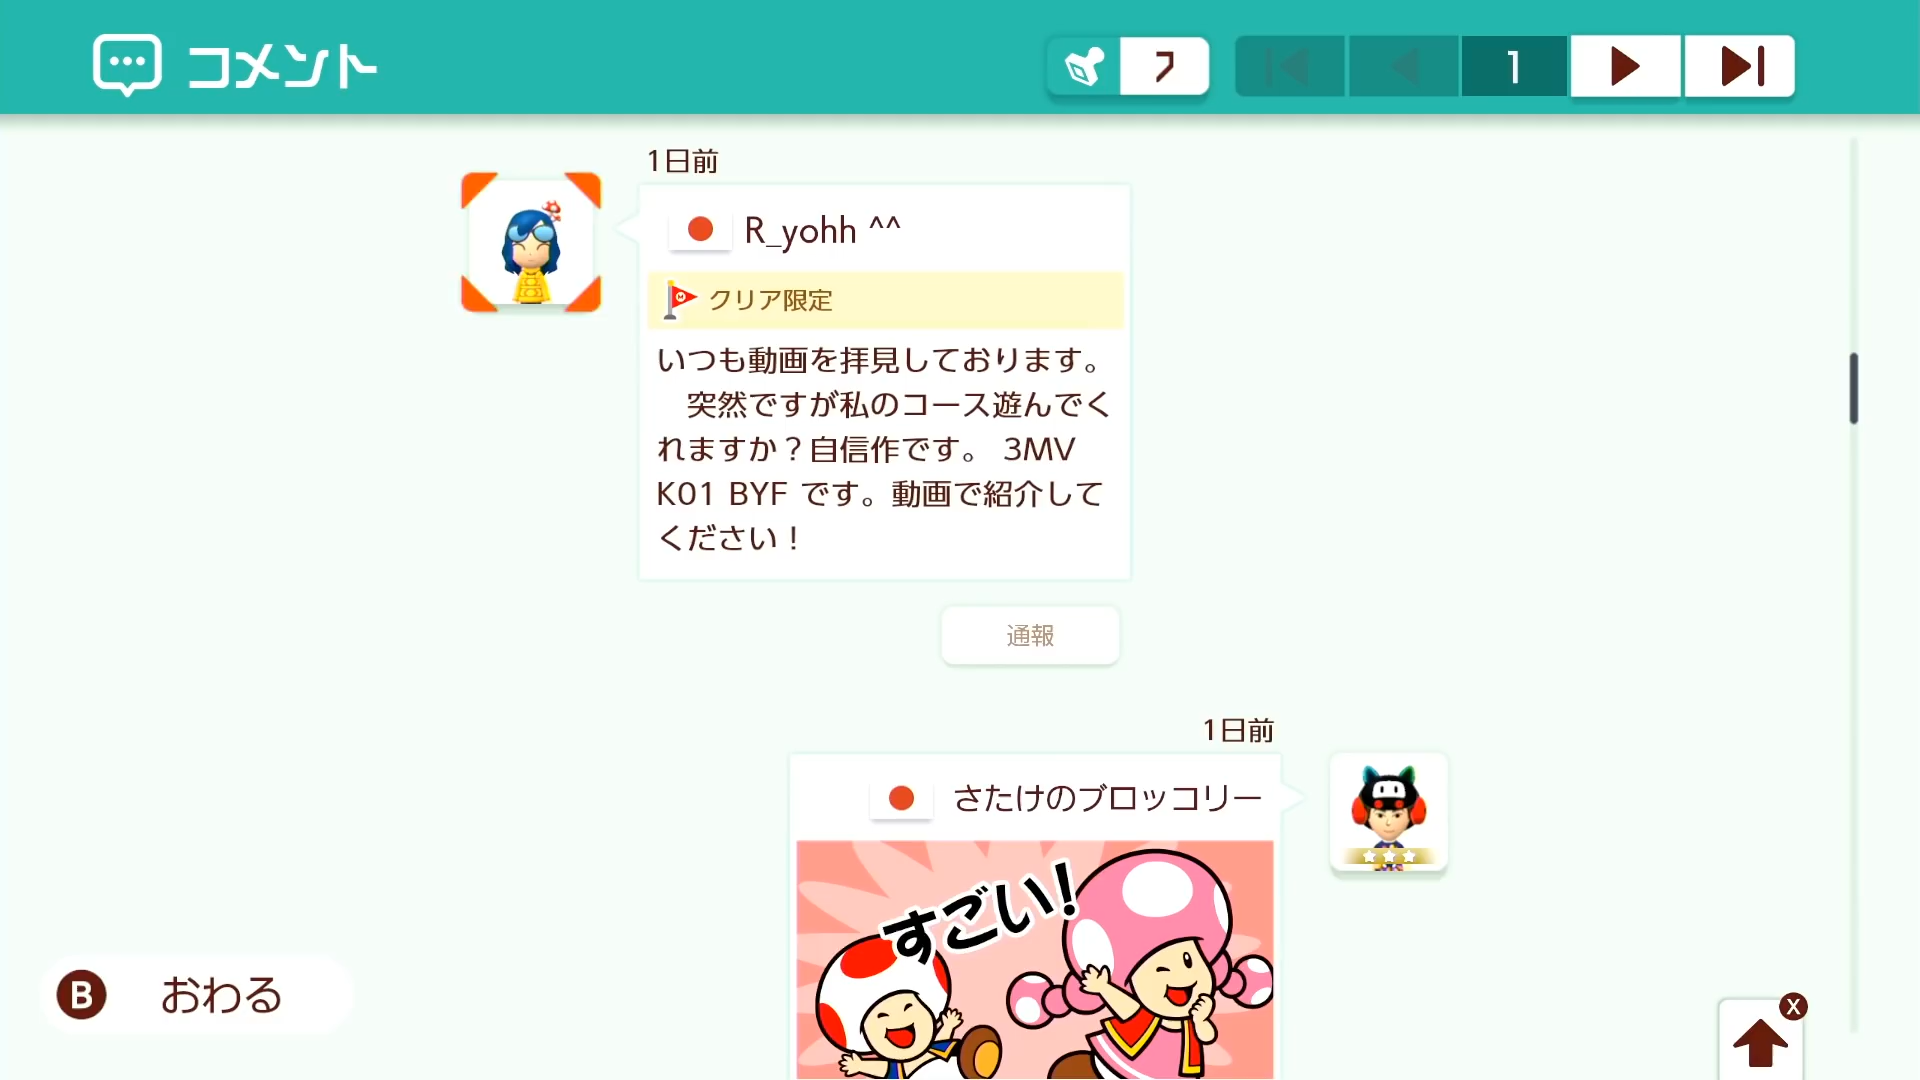 コメント
7
1
1日前
R_yohh ^^
クリア限定
いつも動画を拝見しております。
　突然ですが私のコース遊んでく
れますか？自信作です。 3MV
K01 BYF です。動画で紹介して
ください！
通報
1日前
さたけのブロッコリー
すごい！
B おわる
X